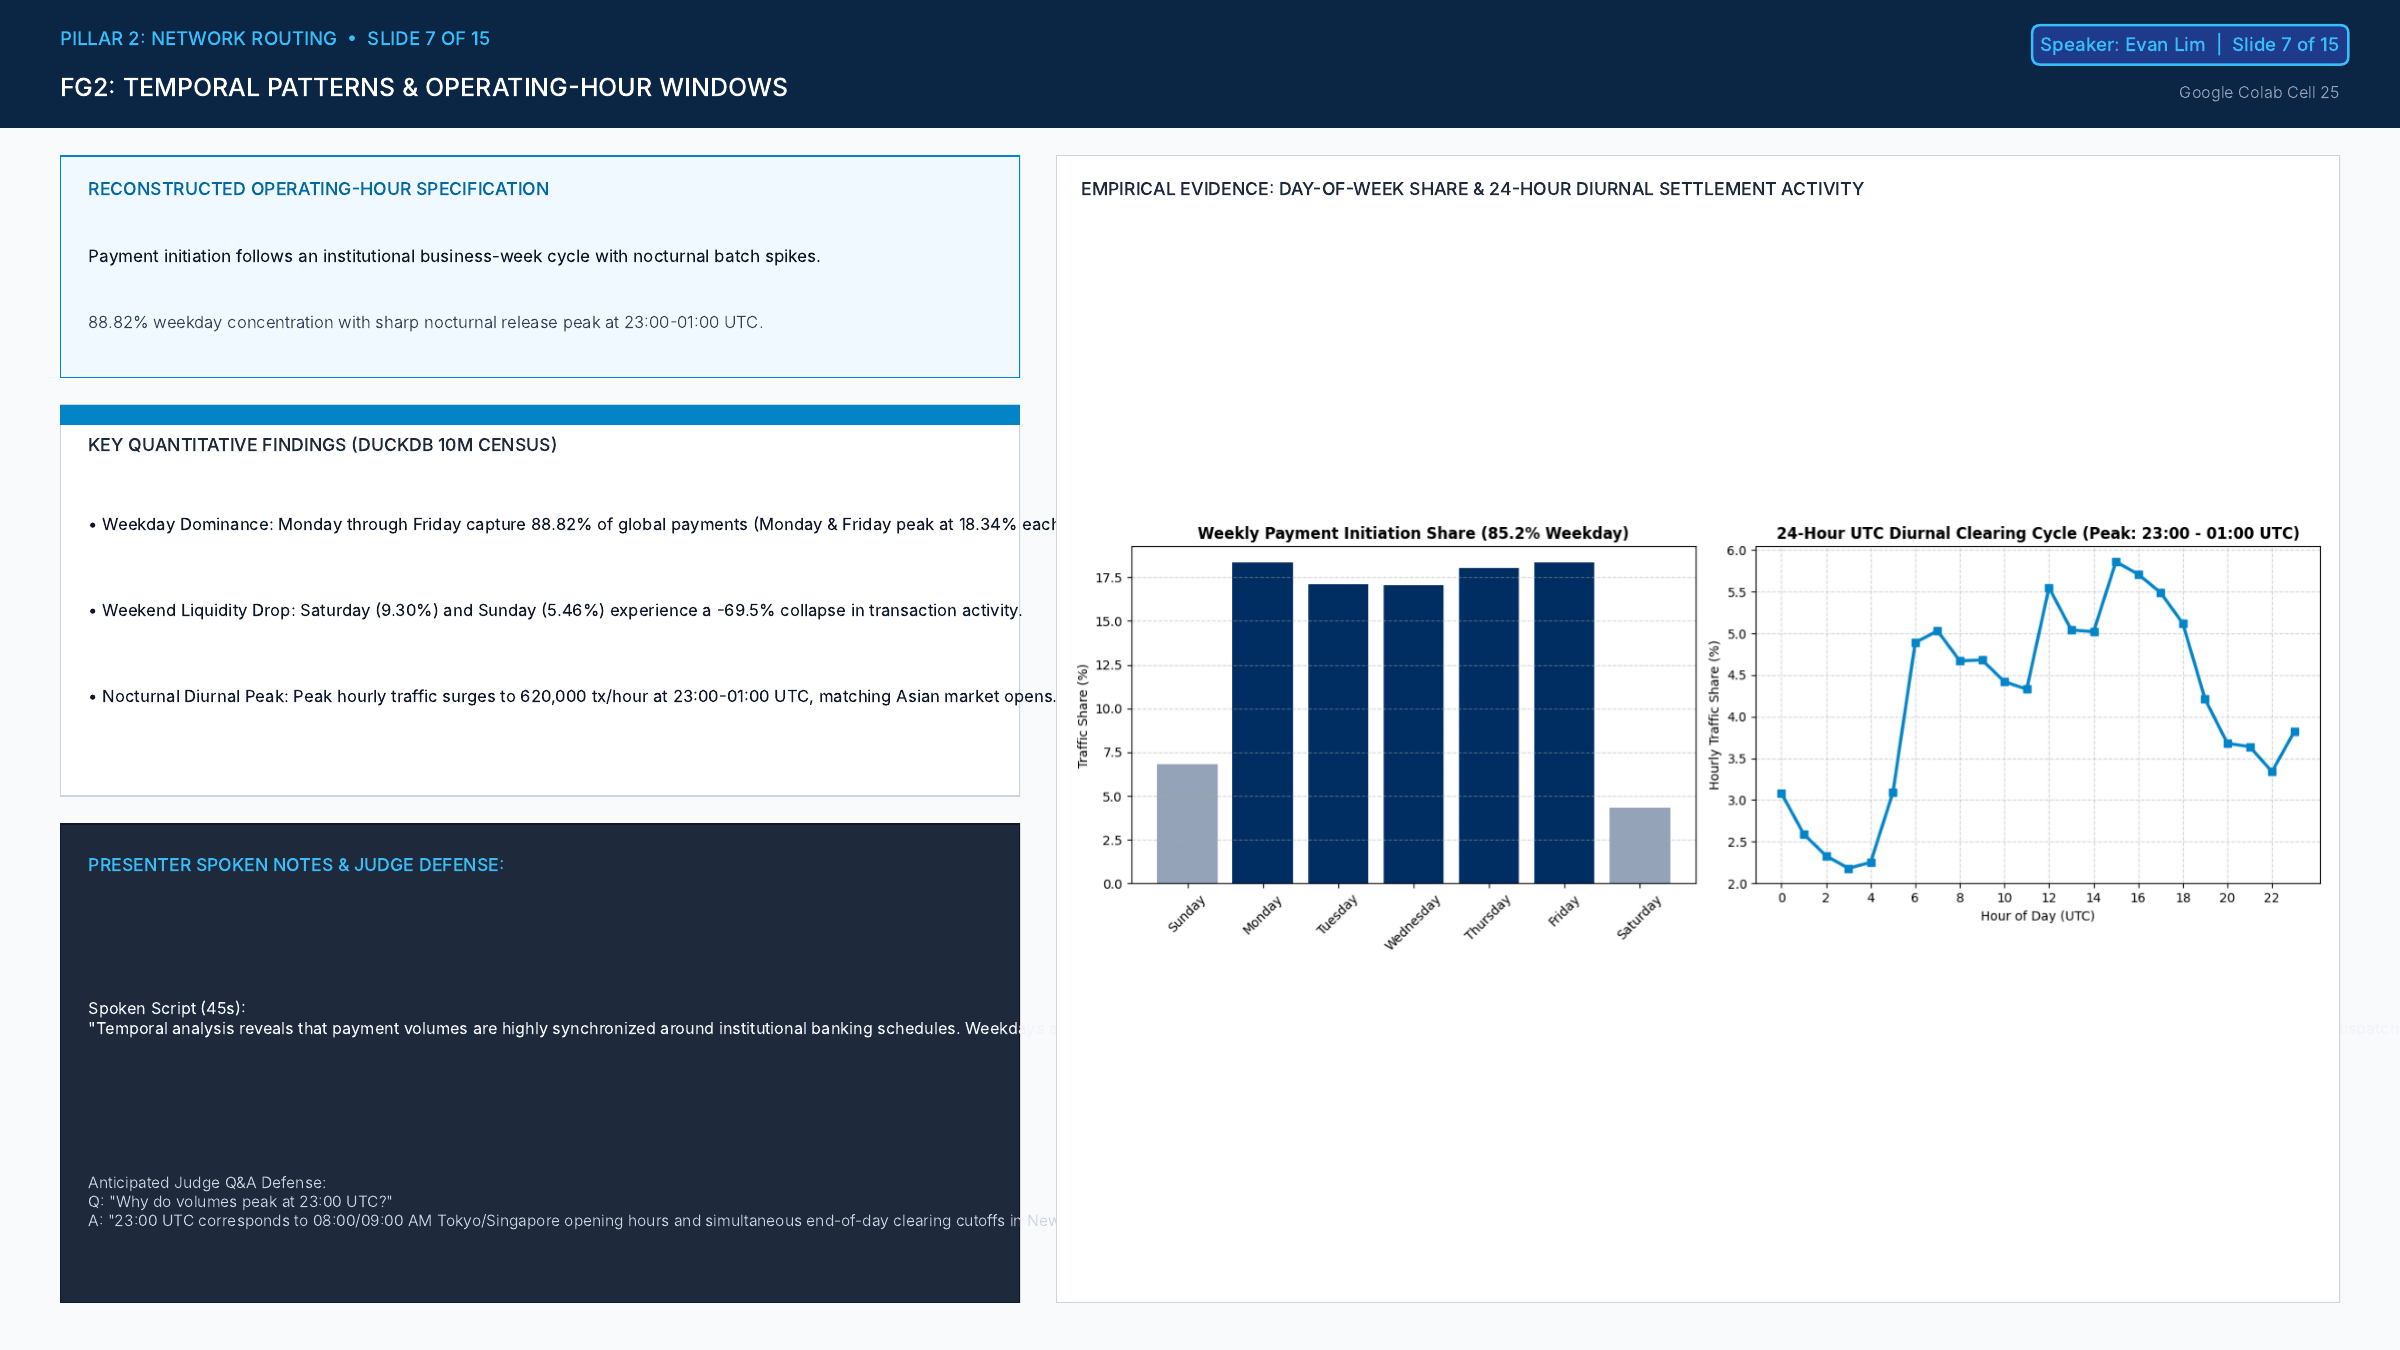 PILLAR 2: NETWORK ROUTING • SLIDE 7 OF 15
FG2: TEMPORAL PATTERNS & OPERATING-HOUR WINDOWS
Speaker: Evan Lim | Slide 7 of 15
Google Colab Cell 25
RECONSTRUCTED OPERATING-HOUR SPECIFICATION
Payment initiation follows an institutional business-week cycle with nocturnal batch spikes.
88.82% weekday concentration with sharp nocturnal release peak at 23:00-01:00 UTC.
KEY QUANTITATIVE FINDINGS (DUCKDB 10M CENSUS)
• Weekday Dominance: Monday through Friday capture 88.82% of global payments (Monday & Friday peak at 18.34% each
• Weekend Liquidity Drop: Saturday (9.30%) and Sunday (5.46%) experience a -69.5% collapse in transaction activity.
• Nocturnal Diurnal Peak: Peak hourly traffic surges to 620,000 tx/hour at 23:00-01:00 UTC, matching Asian market opens.
PRESENTER SPOKEN NOTES & JUDGE DEFENSE:
Spoken Script (45s):
"Temporal analysis reveals that payment volumes are highly synchronized around institutional banking schedules. Weekdays a
Anticipated Judge Q&A Defense:
Q: "Why do volumes peak at 23:00 UTC?"
A: "23:00 UTC corresponds to 08:00/09:00 AM Tokyo/Singapore opening hours and simultaneous end-of-day clearing cutoffs in New
EMPIRICAL EVIDENCE: DAY-OF-WEEK SHARE & 24-HOUR DIURNAL SETTLEMENT ACTIVITY
Weekly Payment Initiation Share (85.2% Weekday)
Traffic Share (%)
17.5
15.0
12.5
10.0
7.5
5.0
2.5
0.0
Sunday
Monday
Tuesday
Wednesday
Thursday
Friday
Saturday
24-Hour UTC Diurnal Clearing Cycle (Peak: 23:00 - 01:00 UTC)
Hourly Traffic Share (%)
6.0
5.5
5.0
4.5
4.0
3.5
3.0
2.5
2.0
0 2 4 6 8 10 12 14 16 18 20 22
Hour of Day (UTC)